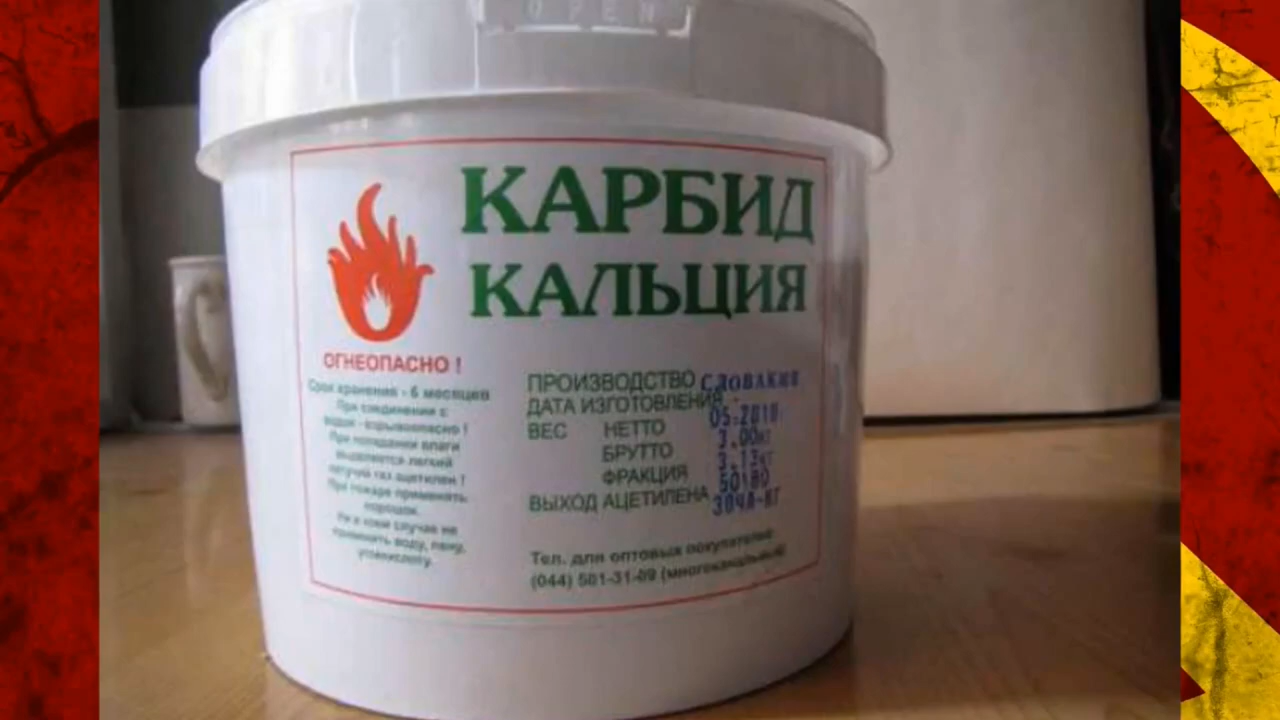 OPEN
КАРБИД
КАЛЬЦИЯ
ОГНЕОПАСНО !
Срок хранения - 6 месяцев
При соединении с
водой - взрывоопасно !
При попадании влаги
выделяется легкий
летучий газ ацетилен !
При пожаре применять
порошок.
Ни в коем случае не
применять воду, пену,
углекислоту.
ПРОИЗВОДСТВО СЛОВАКИЯ
ДАТА ИЗГОТОВЛЕНИЯ
05.2010
ВЕС НЕТТО 3.00кг
БРУТТО 3.13кг
ФРАКЦИЯ 50\80
ВЫХОД АЦЕТИЛЕНА
Тел. для оптовых покупателей
(044) 501-31-09 (многоканальный)